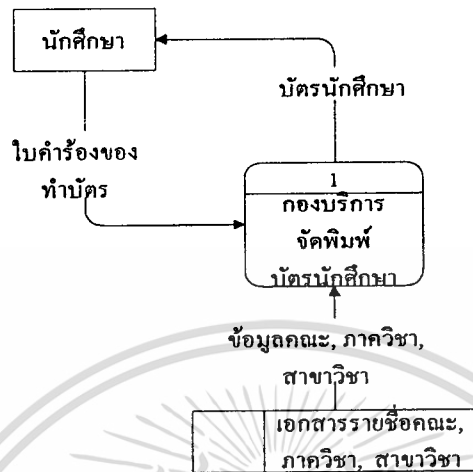 นักศึกษา
บัตรนักศึกษา
ใบคำร้องของ
ทำบัตร
1
กองบริการ
จัดพิมพ์
บัตรนักศึกษา
ข้อมูลคณะ, ภาควิชา,
สาขาวิชา
เอกสารรายชื่อคณะ,
ภาควิชา, สาขาวิชา